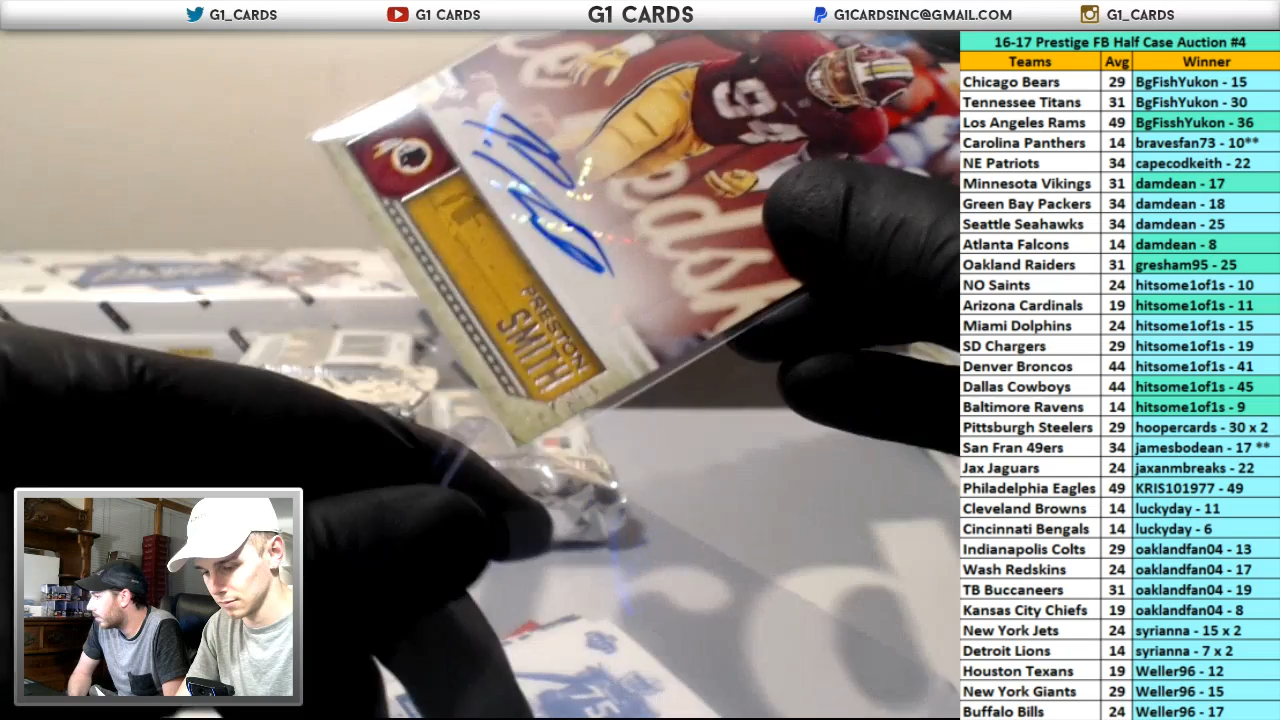 G1_CARDS
G1 CARDS
G1 CARDS
G1CARDSINC@GMAIL.COM
G1_CARDS
16-17 Prestige FB Half Case Auction #4
Teams Avg Winner
Chicago Bears 29 BgFishYukon - 15
Tennessee Titans 31 BgFishYukon - 30
Los Angeles Rams 49 BgFisshYukon - 36
Carolina Panthers 14 bravesfan73 - 10**
NE Patriots 34 capecodkeith - 22
Minnesota Vikings 31 damdean - 17
Green Bay Packers 34 damdean - 18
Seattle Seahawks 34 damdean - 25
Atlanta Falcons 14 damdean - 8
Oakland Raiders 31 gresham95 - 25
NO Saints 24 hitsome1of1s - 10
Arizona Cardinals 19 hitsome1of1s - 11
Miami Dolphins 24 hitsome1of1s - 15
SD Chargers 29 hitsome1of1s - 19
Denver Broncos 44 hitsome1of1s - 41
Dallas Cowboys 44 hitsome1of1s - 45
Baltimore Ravens 14 hitsome1of1s - 9
Pittsburgh Steelers 29 hoopercards - 30 x 2
San Fran 49ers 34 jamesbodean - 17 **
Jax Jaguars 24 jaxanmbreaks - 22
Philadelphia Eagles 49 KRIS101977 - 49
Cleveland Browns 14 luckyday - 11
Cincinnati Bengals 14 luckyday - 6
Indianapolis Colts 29 oaklandfan04 - 13
Wash Redskins 24 oaklandfan04 - 17
TB Buccaneers 31 oaklandfan04 - 19
Kansas City Chiefs 19 oaklandfan04 - 8
New York Jets 24 syrianna - 15 x 2
Detroit Lions 14 syrianna - 7 x 2
Houston Texans 19 Weller96 - 12
New York Giants 29 Weller96 - 15
Buffalo Bills 24 Weller96 - 17
PRESTON
SMITH
94
75